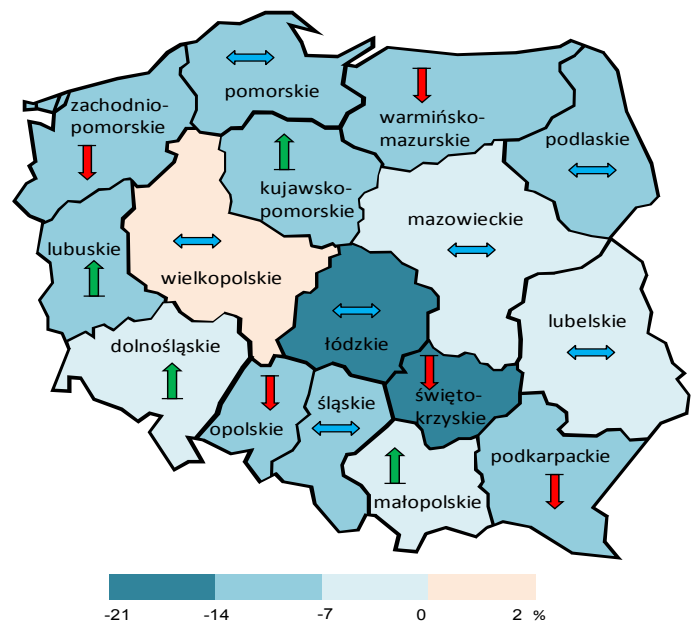 pomorskie
zachodnio-
pomorskie
warmińsko-
mazurskie
podlaskie
kujawsko-
pomorskie
mazowieckie
lubuskie
wielkopolskie
lubelskie
łódzkie
dolnośląskie
święto-
krzyskie
śląskie
opolskie
podkarpackie
małopolskie
-21 -14 -7 0 2 %